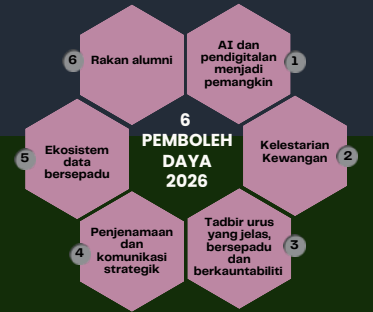 6
PEMBOLEH
DAYA
2026
1
AI dan
pendigitalan
menjadi
pemangkin
2
Kelestarian
Kewangan
3
Tadbir urus
yang jelas,
bersepadu
dan
berkauntabiliti
4
Penjenamaan
dan
komunikasi
strategik
5
Ekosistem
data
bersepadu
6
Rakan alumni